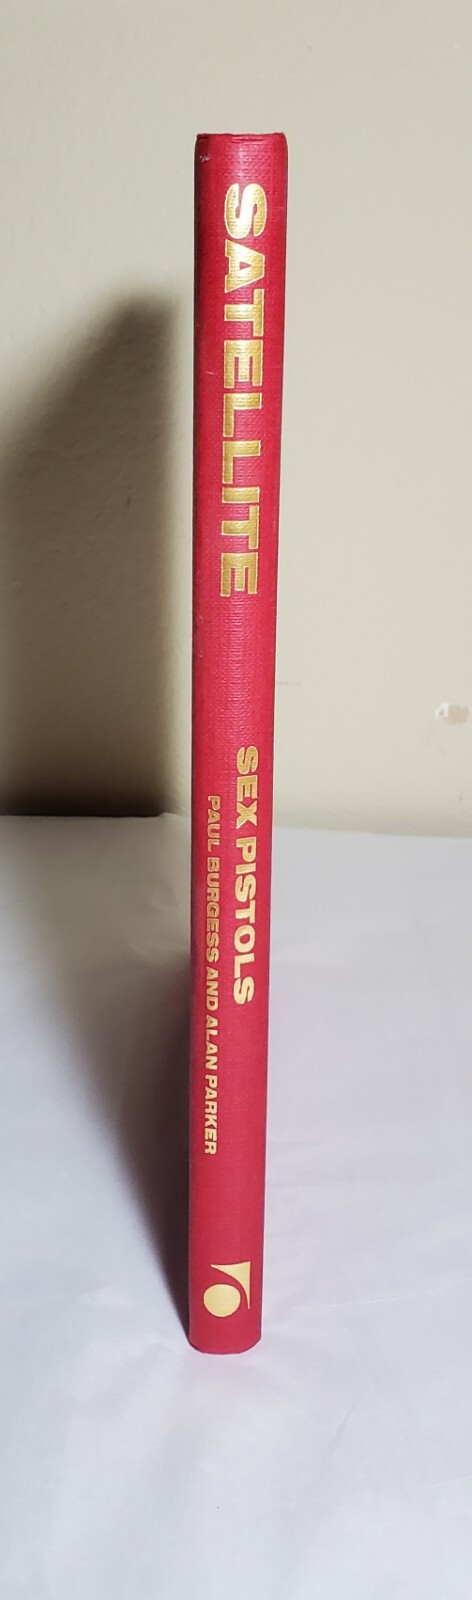 SATELLITE
SEX PISTOLS
PAUL BURGESS AND ALAN PARKER